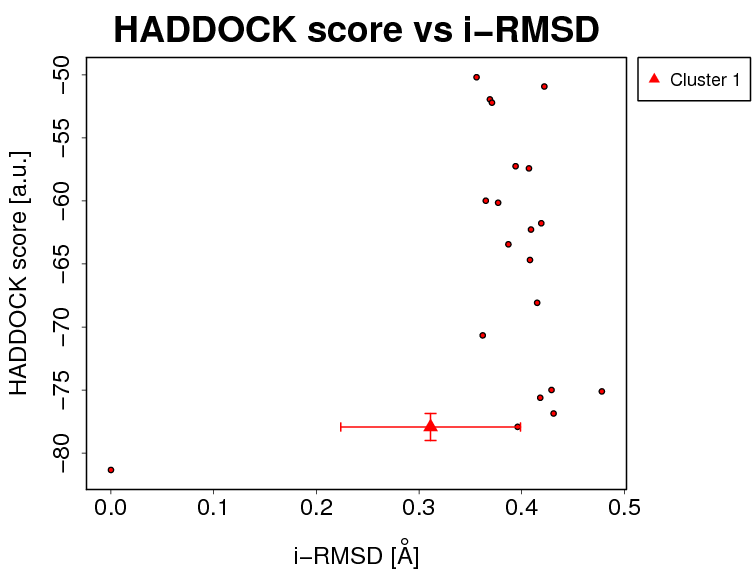 HADDOCK score vs i−RMSD
Cluster 1
HADDOCK score [a.u.]
−50
−55
−60
−65
−70
−75
−80
0.0 0.1 0.2 0.3 0.4 0.5
i−RMSD [Å]